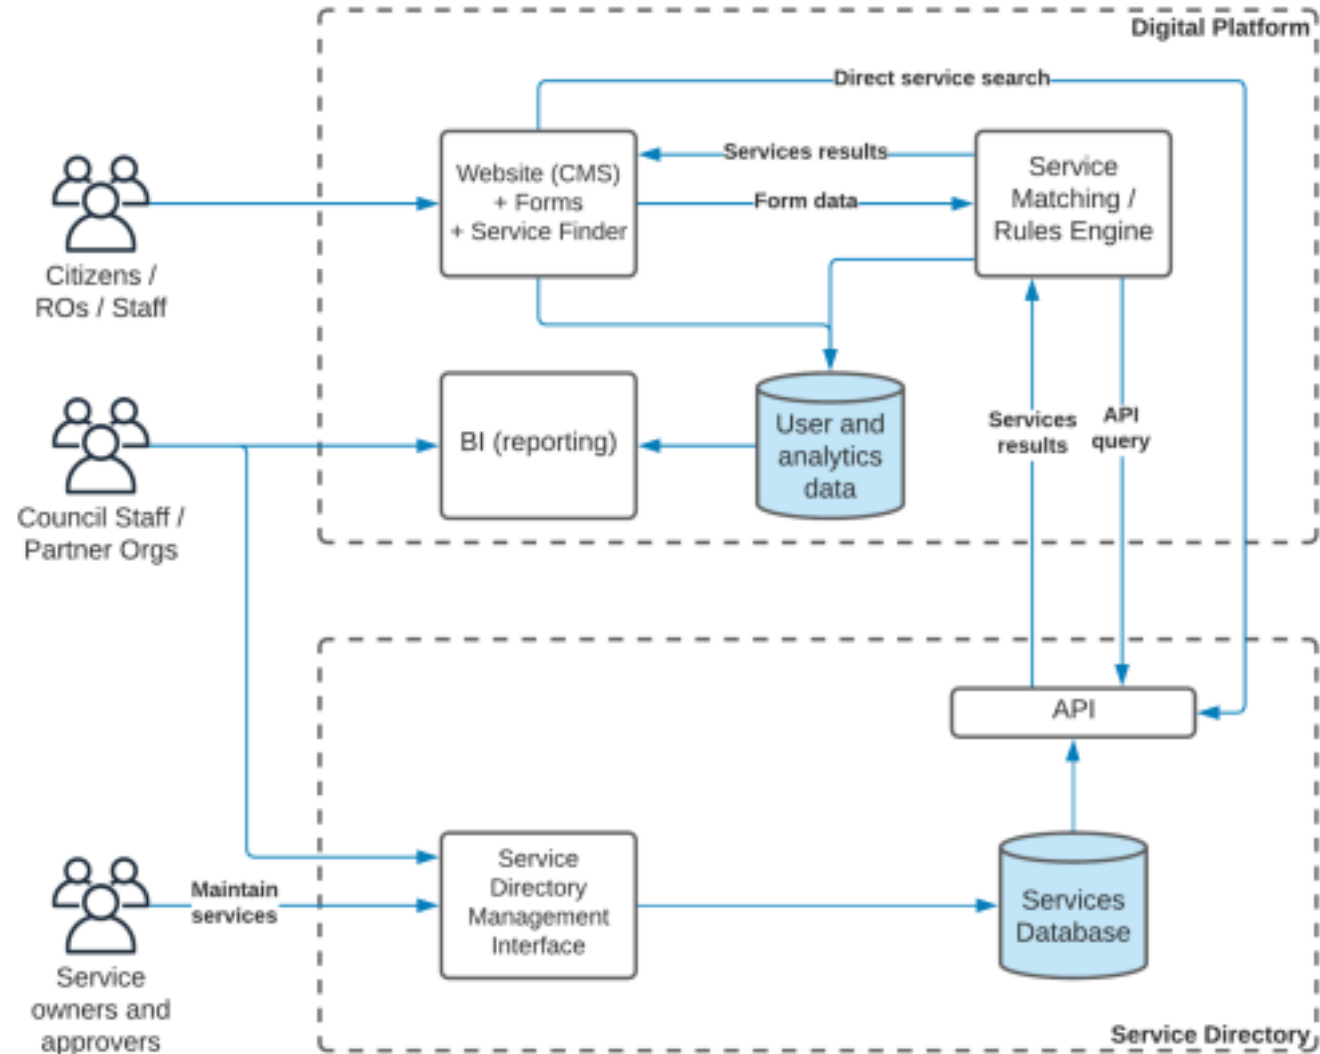 Digital Platform
Direct service search
Services results
Form data
Website (CMS)
+ Forms
+ Service Finder
Service
Matching /
Rules Engine
Citizens /
ROs / Staff
BI (reporting)
User and
analytics
data
Services
results
API
query
Council Staff /
Partner Orgs
API
Maintain
services
Service
Directory
Management
Interface
Services
Database
Service
owners and
approvers
Service Directory